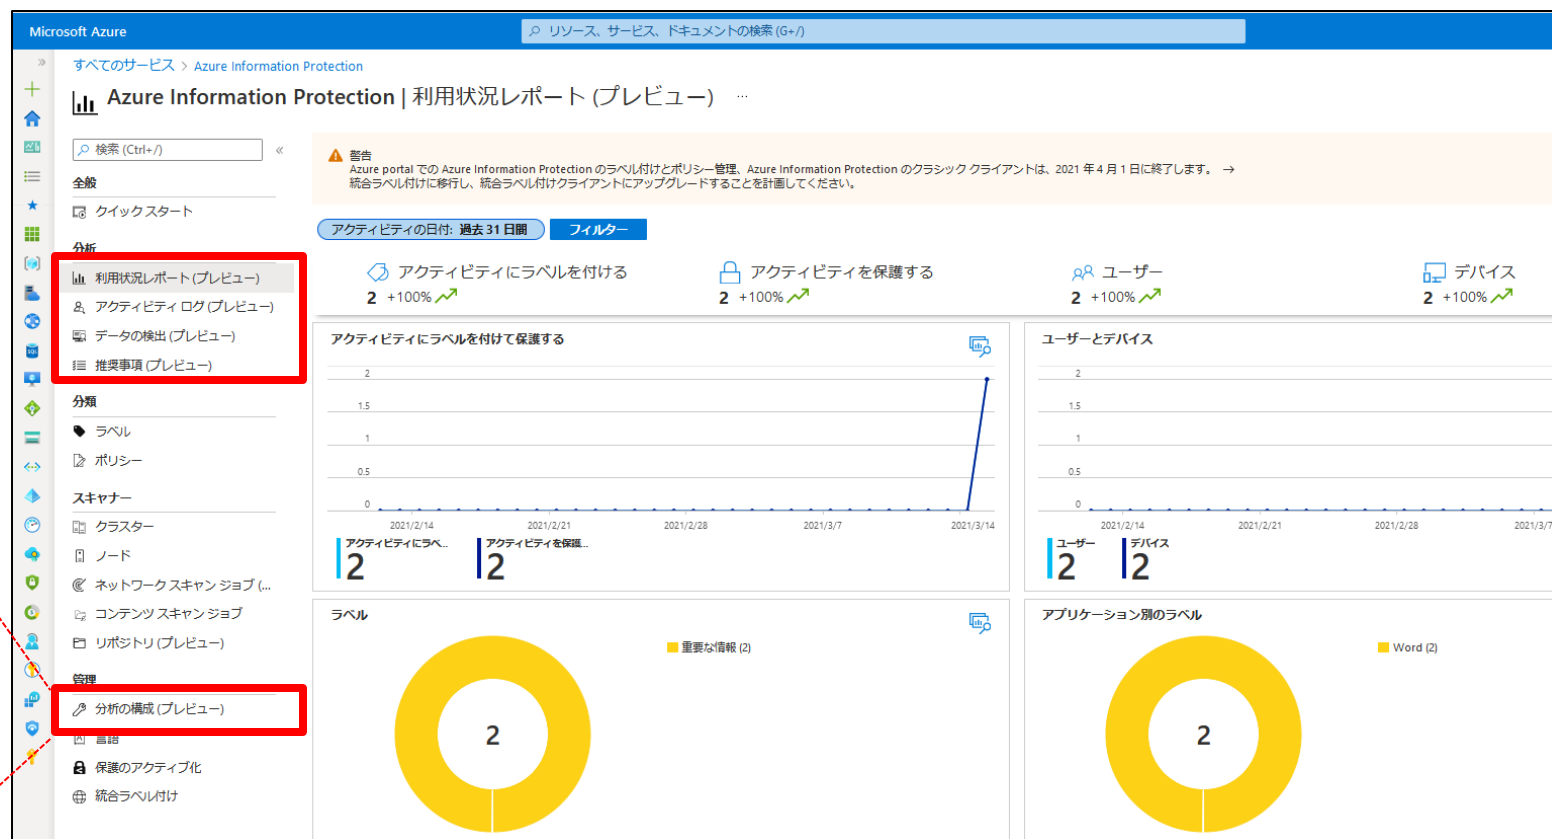 Microsoft Azure
リソース、サービス、ドキュメントの検索 (G+/)
すべてのサービス > Azure Information Protection
Azure Information Protection | 利用状況レポート (プレビュー) ...
検索 (Ctrl+/)
全般
クイック スタート
分析
利用状況レポート (プレビュー)
アクティビティ ログ (プレビュー)
データの検出 (プレビュー)
推奨事項 (プレビュー)
分類
ラベル
ポリシー
スキャナー
クラスター
ノード
ネットワーク スキャン ジョブ (...
コンテンツ スキャン ジョブ
リポジトリ (プレビュー)
管理
分析の構成 (プレビュー)
言語
保護のアクティブ化
統合ラベル付け
警告
Azure portal での Azure Information Protection のラベル付けとポリシー管理、Azure Information Protection のクラシック クライアントは、2021 年 4 月 1 日に終了します。 →
統合ラベル付けに移行し、統合ラベル付けクライアントにアップグレードすることを計画してください。
アクティビティの日付: 過去 31 日間
フィルター
アクティビティにラベルを付ける
2 +100%
アクティビティを保護する
2 +100%
ユーザー
2 +100%
デバイス
2 +100%
アクティビティにラベルを付けて保護する
2
1.5
1
0.5
0
2021/2/14 2021/2/21 2021/2/28 2021/3/7 2021/3/14
アクティビティにラベ...
2
アクティビティを保護...
2
ユーザーとデバイス
2
1.5
1
0.5
0
2021/2/14 2021/2/21 2021/2/28 2021/3/7
ユーザー
2
デバイス
2
ラベル
重要な情報 (2)
2
アプリケーション別のラベル
Word (2)
2